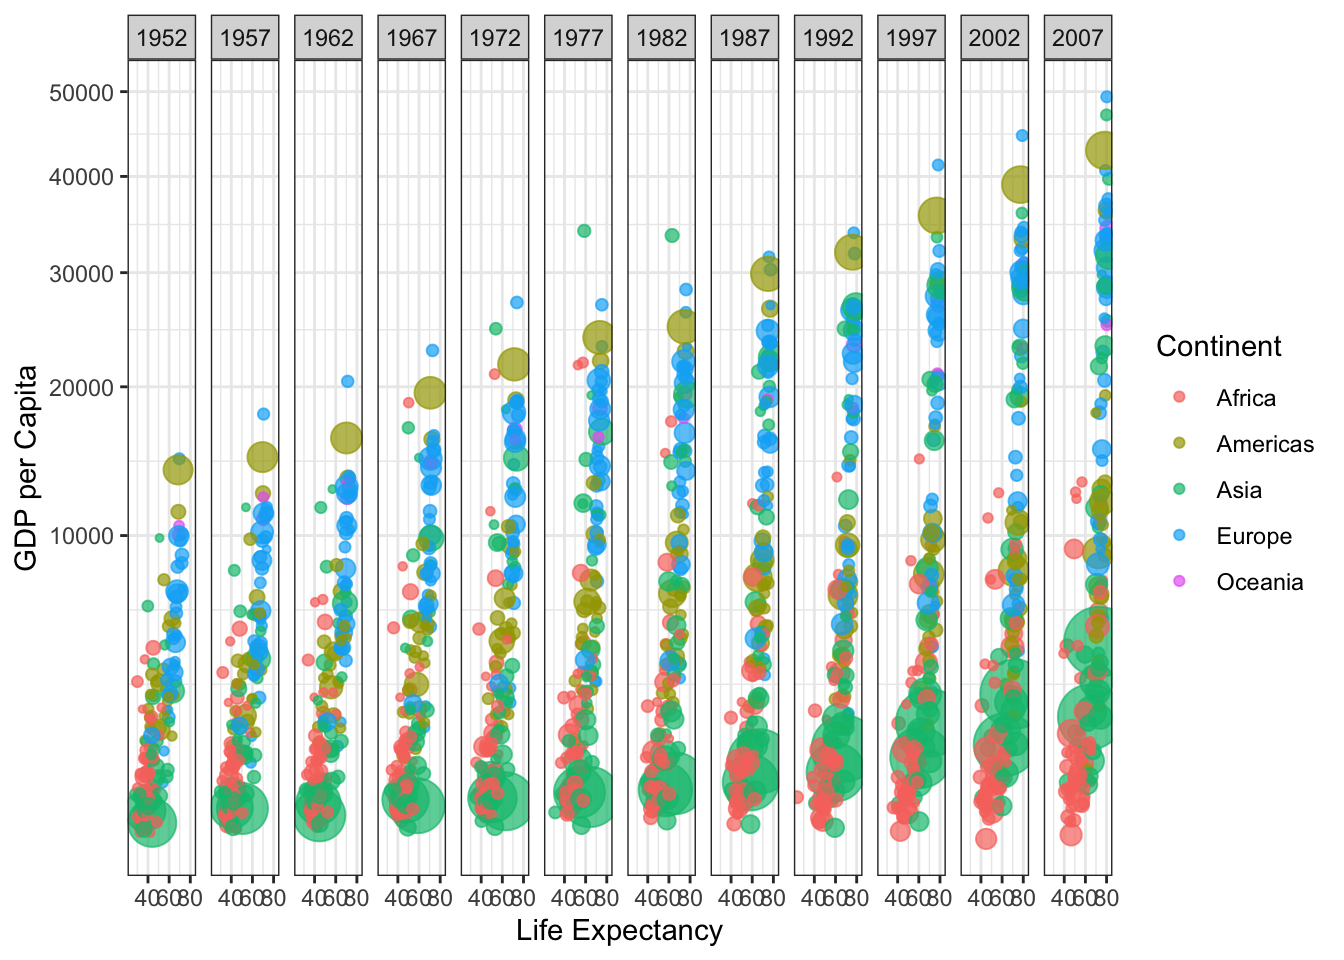 1952 1957 1962 1967 1972 1977 1982 1987 1992 1997 2002 2007
50000
40000
30000
20000
10000
GDP per Capita
406080 406080 406080 406080 406080 406080 406080 406080 406080 406080 406080 406080
Life Expectancy
Continent
Africa
Americas
Asia
Europe
Oceania